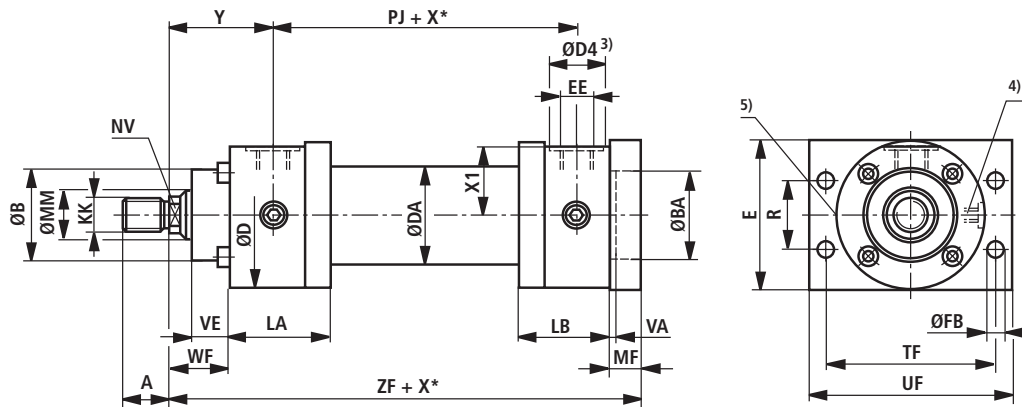 Y
PJ + X*
ØD4 3)
EE
NV
ØB
ØMM
KK
ØD
ØDA
X1
ØBA
VE
LA
LB
VA
WF
MF
A
ZF + X*
5)
4)
E
R
ØFB
TF
UF